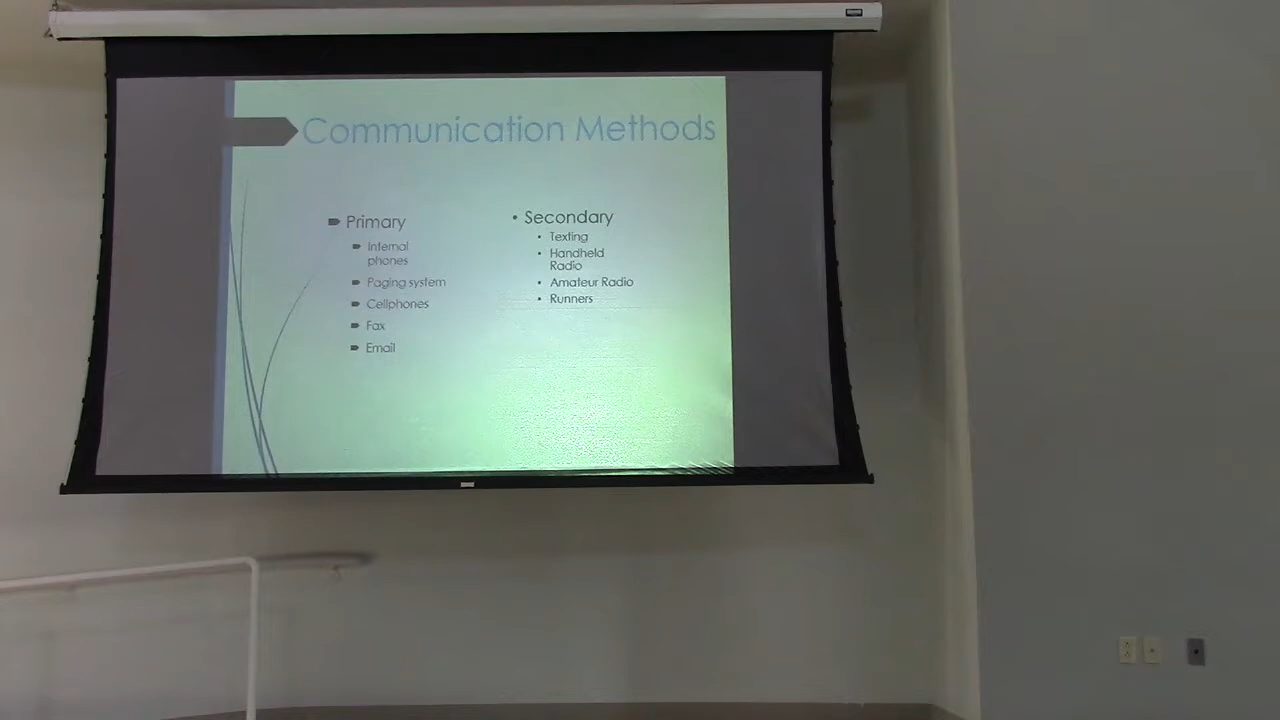 Communication Methods
Primary
Internal
phones
Paging system
Cellphones
Fax
Email
Secondary
Texting
Handheld
Radio
Amateur Radio
Runners